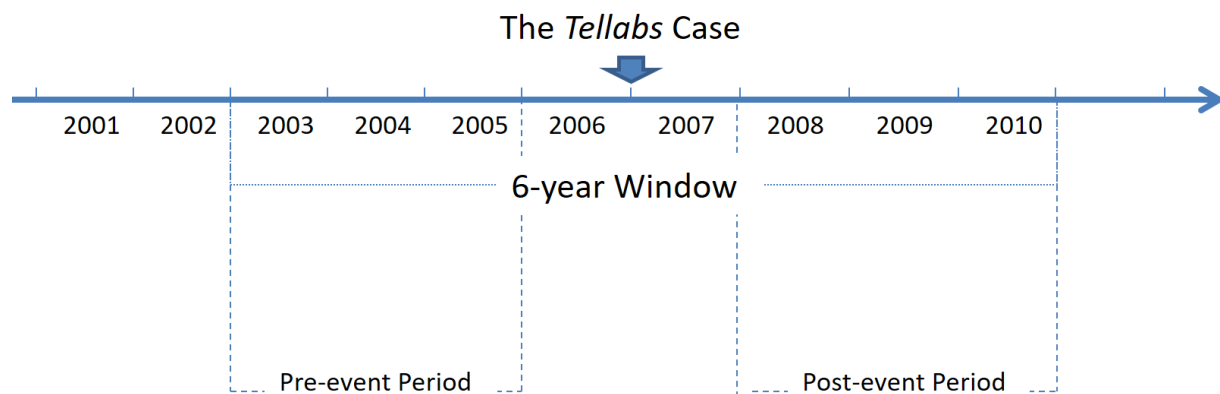 The Tellabs Case
2001 2002 2003 2004 2005 2006 2007 2008 2009 2010
6-year Window
Pre-event Period Post-event Period